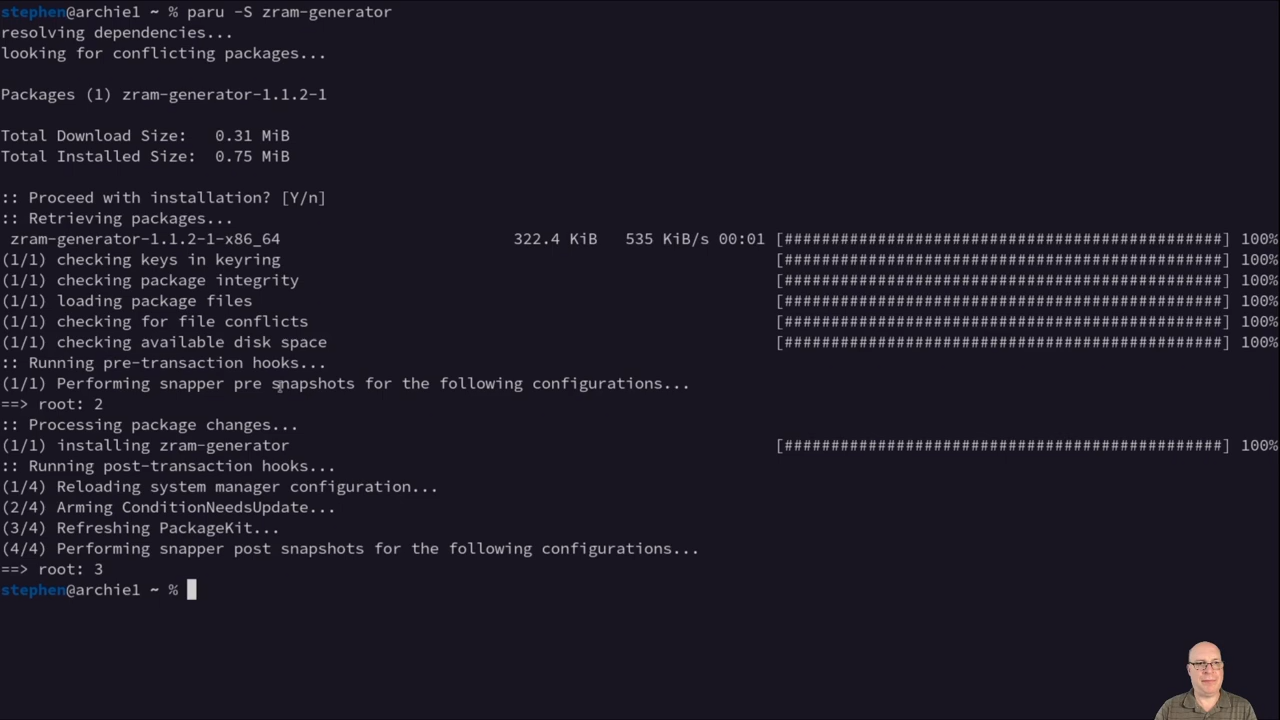 stephen@archie1 ~ % paru -S zram-generator
resolving dependencies...
looking for conflicting packages...
Packages (1) zram-generator-1.1.2-1
Total Download Size:   0.31 MiB
Total Installed Size:  0.75 MiB
:: Proceed with installation? [Y/n]
:: Retrieving packages...
zram-generator-1.1.2-1-x86_64 322.4 KiB 535 KiB/s 00:01 [###############################################] 100%
(1/1) checking keys in keyring [###############################################] 100%
(1/1) checking package integrity [###############################################] 100%
(1/1) loading package files [###############################################] 100%
(1/1) checking for file conflicts [###############################################] 100%
(1/1) checking available disk space [###############################################] 100%
:: Running pre-transaction hooks...
(1/1) Performing snapper pre snapshots for the following configurations...
==> root: 2
:: Processing package changes...
(1/1) installing zram-generator [###############################################] 100%
:: Running post-transaction hooks...
(1/4) Reloading system manager configuration...
(2/4) Arming ConditionNeedsUpdate...
(3/4) Refreshing PackageKit...
(4/4) Performing snapper post snapshots for the following configurations...
==> root: 3
stephen@archie1 ~ %